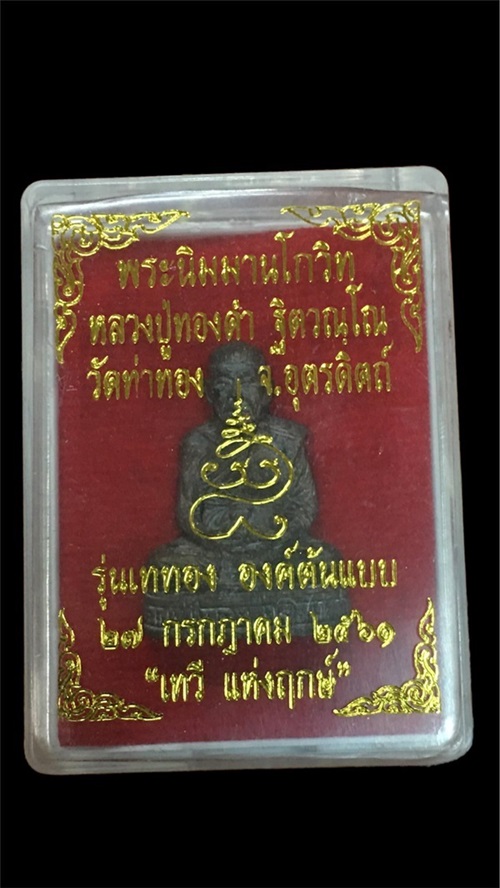 พระนิมมานโกวิท
หลวงปู่ทองดำ ฐิตวณฺโณ
วัดท่าทอง จ.อุตรดิตถ์
รุ่นเททอง องค์ต้นแบบ
๒๗ กรกฎาคม ๒๕๖๑
"เทวี แห่งฤกษ์"